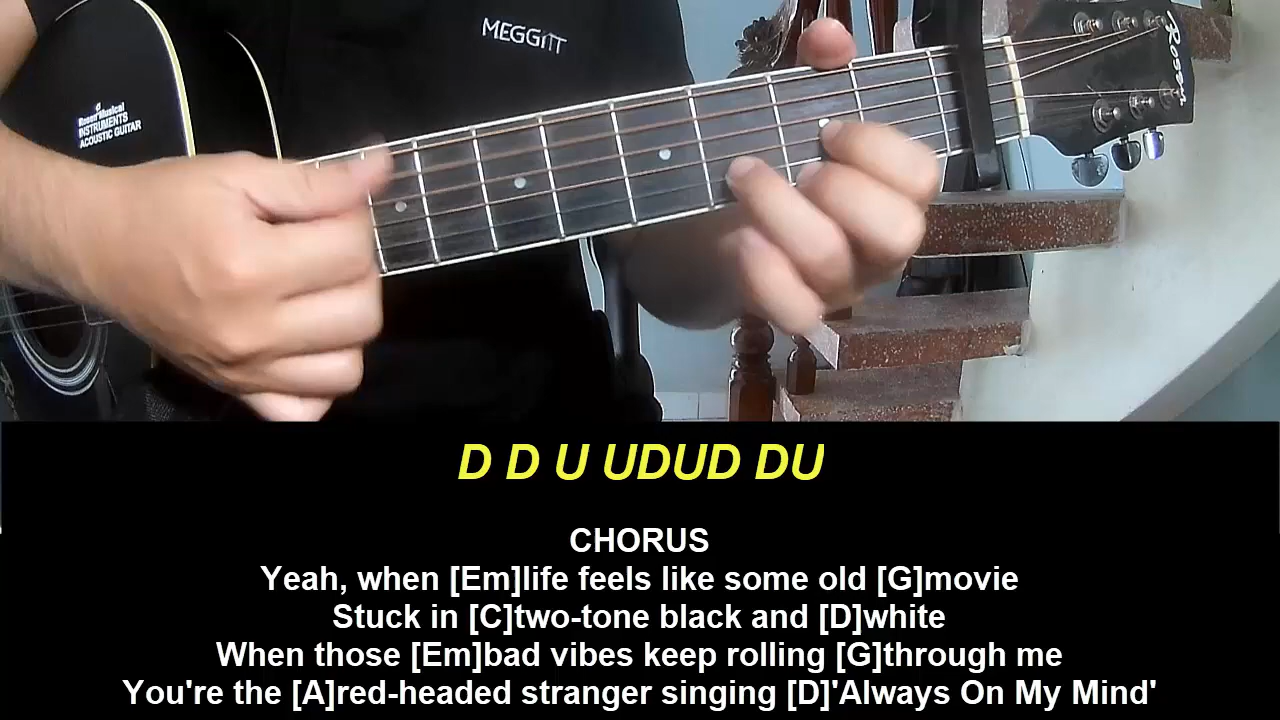 MEGGITT
Rosen
Rosen Musical
INSTRUMENTS
ACOUSTIC GUITAR
D D U UDUD DU
CHORUS
Yeah, when [Em]life feels like some old [G]movie
Stuck in [C]two-tone black and [D]white
When those [Em]bad vibes keep rolling [G]through me
You're the [A]red-headed stranger singing [D]'Always On My Mind'